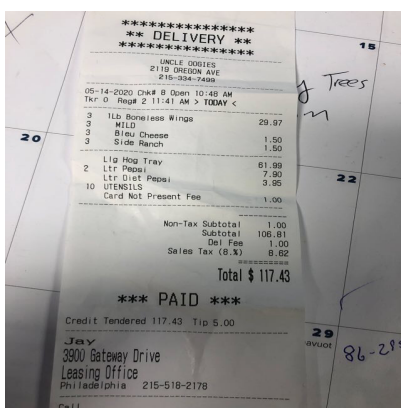 ***************
** DELIVERY **
***************
UNCLE OOGIES
2119 OREGON AVE
215-334-7499
05-14-2020 Chk# 8 Open 10:48 AM
Tkr 0 Reg# 2 11:41 AM > TODAY <
3 1Lb Boneless Wings 29.97
3 MILD
3 Bleu Cheese 1.50
3 Side Ranch 1.50
Llg Hog Tray 61.99
2 Ltr Pepsi 7.90
Ltr Diet Pepsi 3.95
10 UTENSILS
Card Not Present Fee 1.00
Non-Tax Subtotal 1.00
Subtotal 106.81
Del Fee 1.00
Sales Tax (8.%) 8.62
==========
Total $ 117.43
*** PAID ***
Credit Tendered 117.43 Tip 5.00
Jay
3900 Gateway Drive
Leasing Office
Philadelphia 215-518-2178
15
Trees
20
22
29
avuot